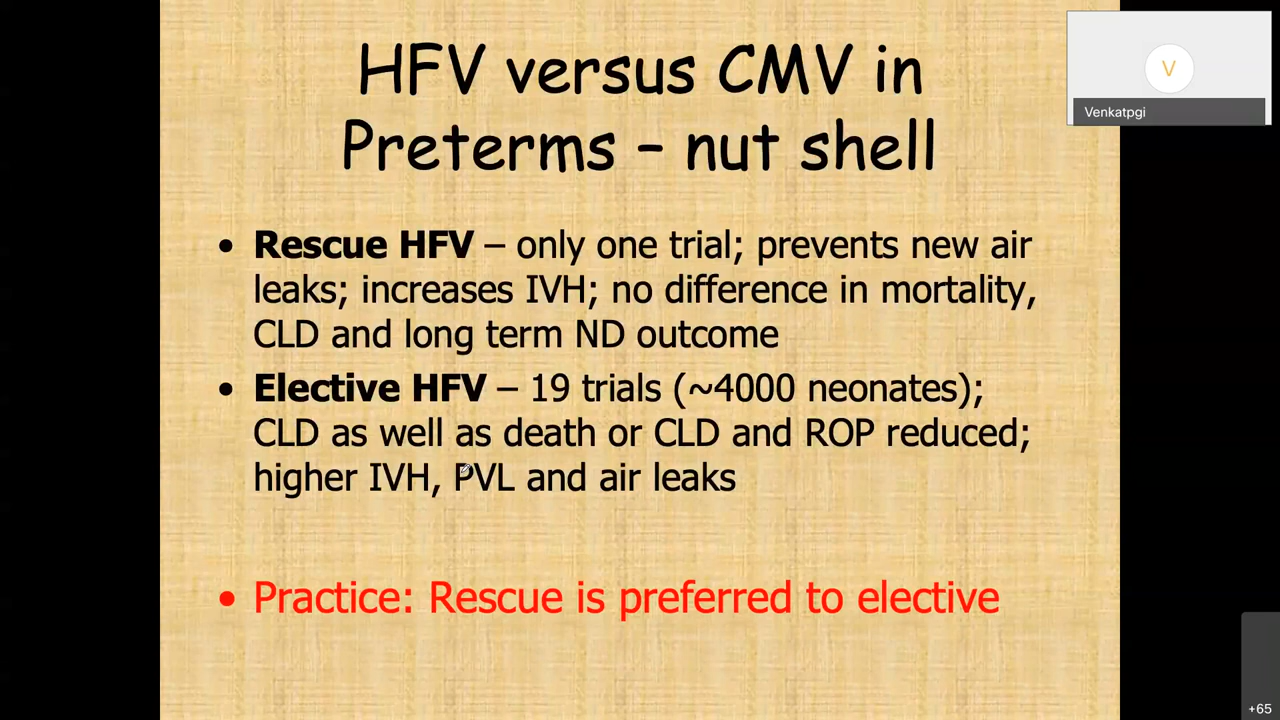 HFV versus CMV in
Preterms – nut shell
• Rescue HFV – only one trial; prevents new air
leaks; increases IVH; no difference in mortality,
CLD and long term ND outcome
• Elective HFV – 19 trials (~4000 neonates);
CLD as well as death or CLD and ROP reduced;
higher IVH, PVL and air leaks
• Practice: Rescue is preferred to elective
V
Venkatpgi
+65